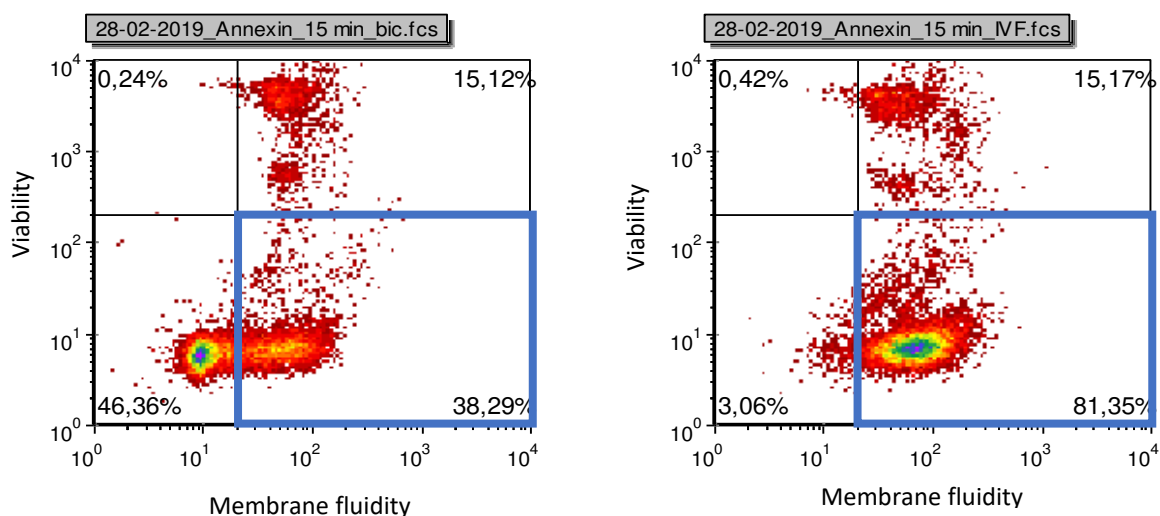 28-02-2019_Annexin_15 min_bic.fcs
10^4
0,24%
15,12%
10^3
Viability
10^2
10^1
46,36%
38,29%
10^0
10^0 10^1 10^2 10^3 10^4
Membrane fluidity
28-02-2019_Annexin_15 min_IVF.fcs
10^4
0,42%
15,17%
10^3
Viability
10^2
10^1
3,06%
81,35%
10^0
10^0 10^1 10^2 10^3 10^4
Membrane fluidity